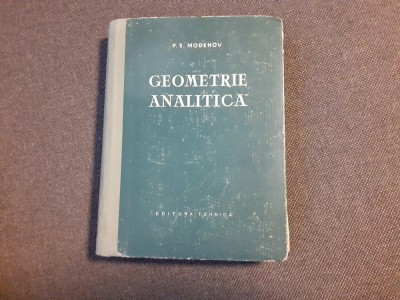 P. S. MODENOV
GEOMETRIE
ANALITICĂ
EDITURA TEHNICĂ